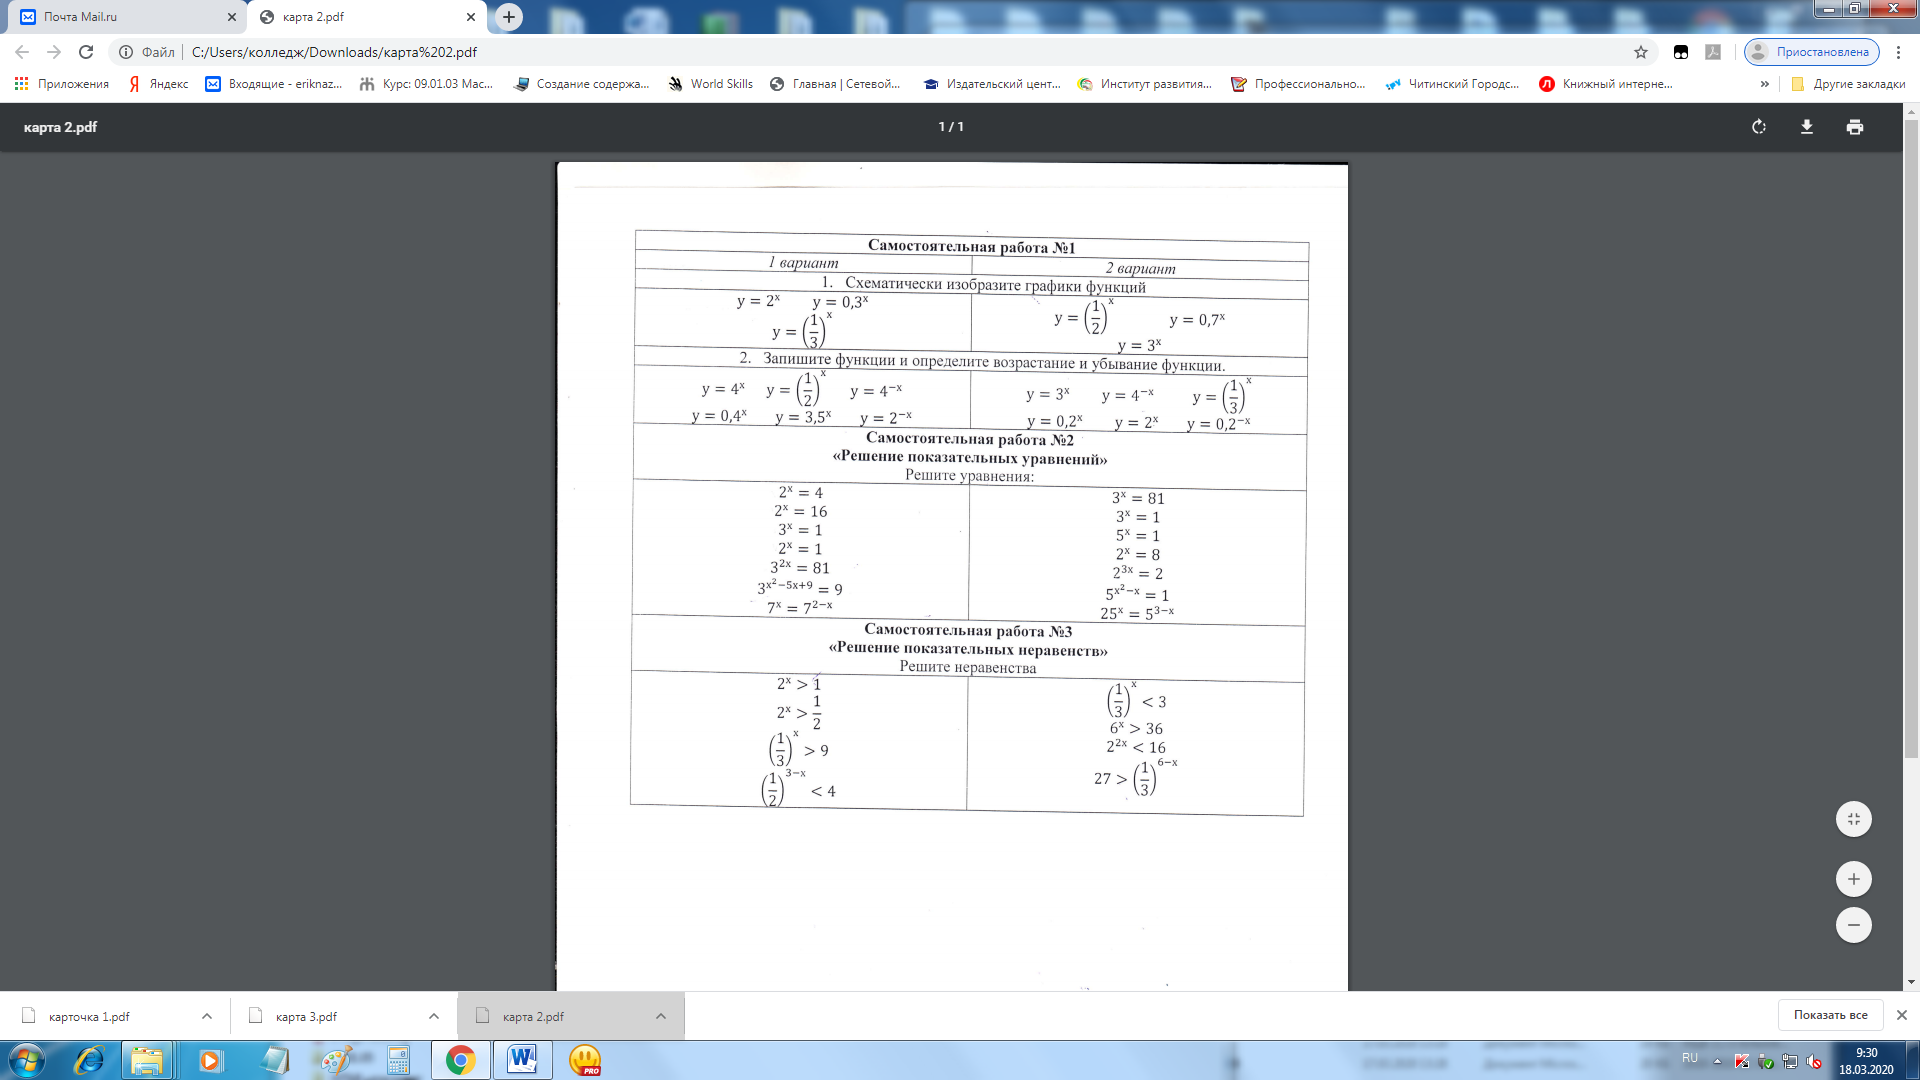 Почта Mail.ru
карта 2.pdf
Файл C:/Users/колледж/Downloads/карта%202.pdf
Приостановлена
Приложения
Яндекс
Входящие - eriknaz...
Курс: 09.01.03 Мас...
Создание содержа...
World Skills
Главная | Сетевой...
Издательский цент...
Институт развития...
Профессионально...
Читинский Городс...
Книжный интерне...
»
Другие закладки
карта 2.pdf
1 / 1
Самостоятельная работа №1
1 вариант
2 вариант
1. Схематически изобразите графики функций
y = 2ˣ y = 0,3ˣ
y = (1/3)ˣ
y = (1/2)ˣ y = 0,7ˣ
y = 3ˣ
2. Запишите функции и определите возрастание и убывание функции.
y = 4ˣ y = (1/2)ˣ y = 4⁻ˣ
y = 0,4ˣ y = 3,5ˣ y = 2⁻ˣ
y = 3ˣ y = 4⁻ˣ y = (1/3)ˣ
y = 0,2ˣ y = 2ˣ y = 0,2⁻ˣ
Самостоятельная работа №2
«Решение показательных уравнений»
Решите уравнения:
2ˣ = 4
2ˣ = 16
3ˣ = 1
2ˣ = 1
3²ˣ = 81
3^(x²−5x+9) = 9
7ˣ = 7²⁻ˣ
3ˣ = 81
3ˣ = 1
5ˣ = 1
2ˣ = 8
2³ˣ = 2
5^(x²−x) = 1
25ˣ = 5³⁻ˣ
Самостоятельная работа №3
«Решение показательных неравенств»
Решите неравенства
2ˣ > 1
2ˣ > 1/2
(1/3)ˣ > 9
(1/2)³⁻ˣ < 4
(1/3)ˣ < 3
6ˣ > 36
2²ˣ < 16
27 > (1/3)⁶⁻ˣ
карточка 1.pdf
карта 3.pdf
карта 2.pdf
Показать все
PRO
RU
9:30
18.03.2020